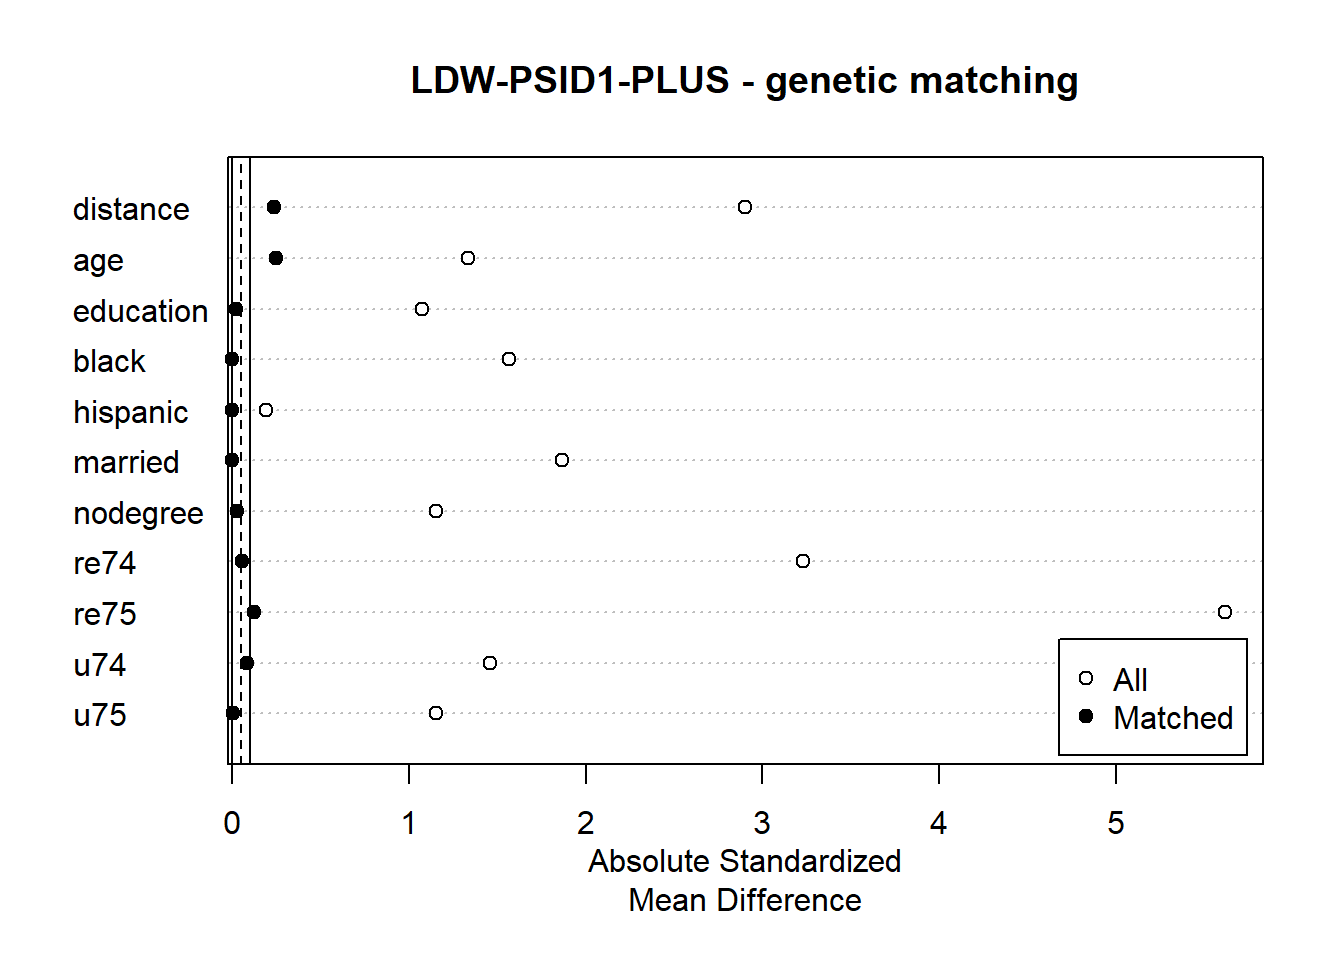 LDW-PSID1-PLUS - genetic matching
distance
age
education
black
hispanic
married
nodegree
re74
re75
u74
u75
All
Matched
0 1 2 3 4 5
Absolute Standardized
Mean Difference